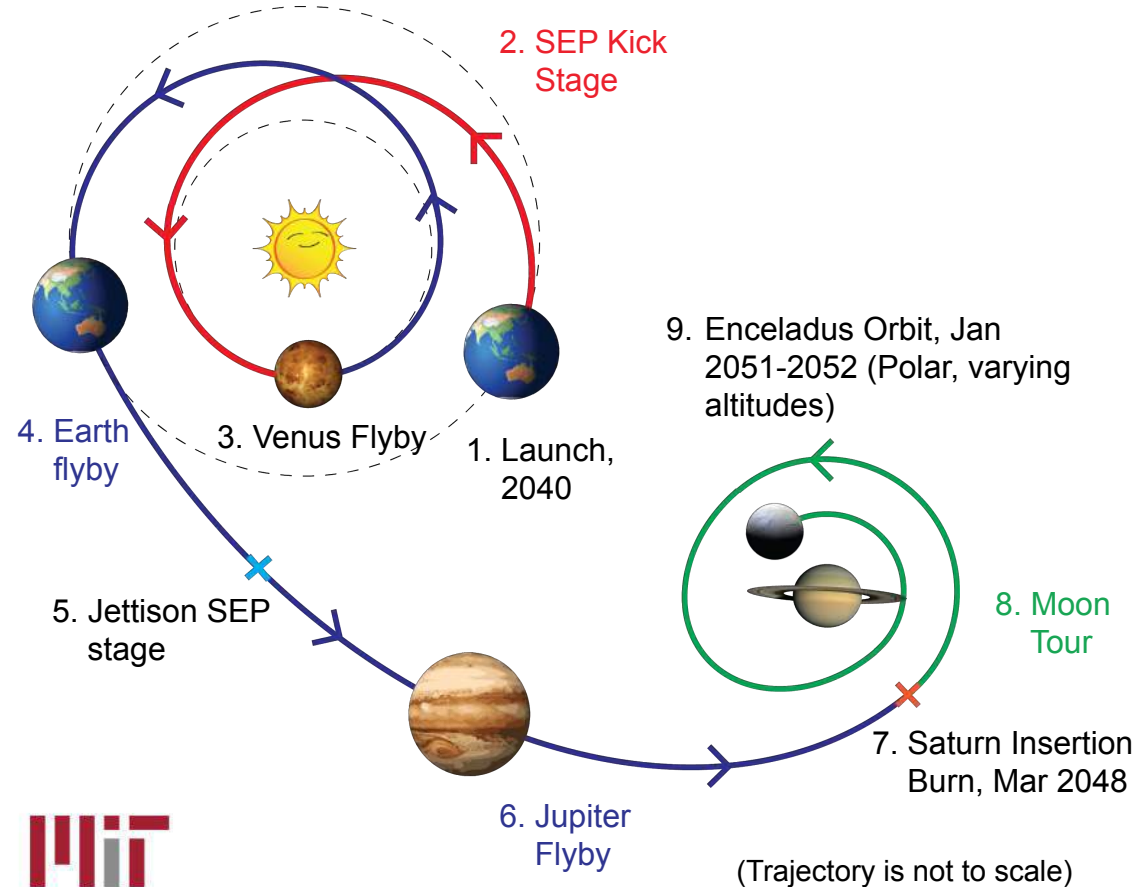 2. SEP Kick
Stage
4. Earth
flyby
3. Venus Flyby
1. Launch,
2040
9. Enceladus Orbit, Jan
2051-2052 (Polar, varying
altitudes)
5. Jettison SEP
stage
8. Moon
Tour
7. Saturn Insertion
Burn, Mar 2048
6. Jupiter
Flyby
MiT
(Trajectory is not to scale)